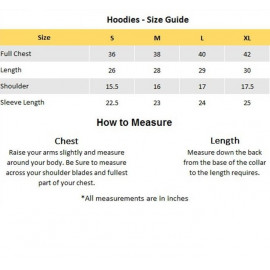 Hoodies - Size Guide
Size S M L XL
Full Chest 36 38 40 42
Length 26 28 29 30
Shoulder 15.5 16 17 17.5
Sleeve Length 22.5 23 24 25
How to Measure
Chest
Raise your arms slightly and measure
around your body. Be Sure to measure
across your shoulder blades and fullest
part of your chest.
Length
Measure down the back
from the base of the collar
to the length requires.
*All measurements are in Inches